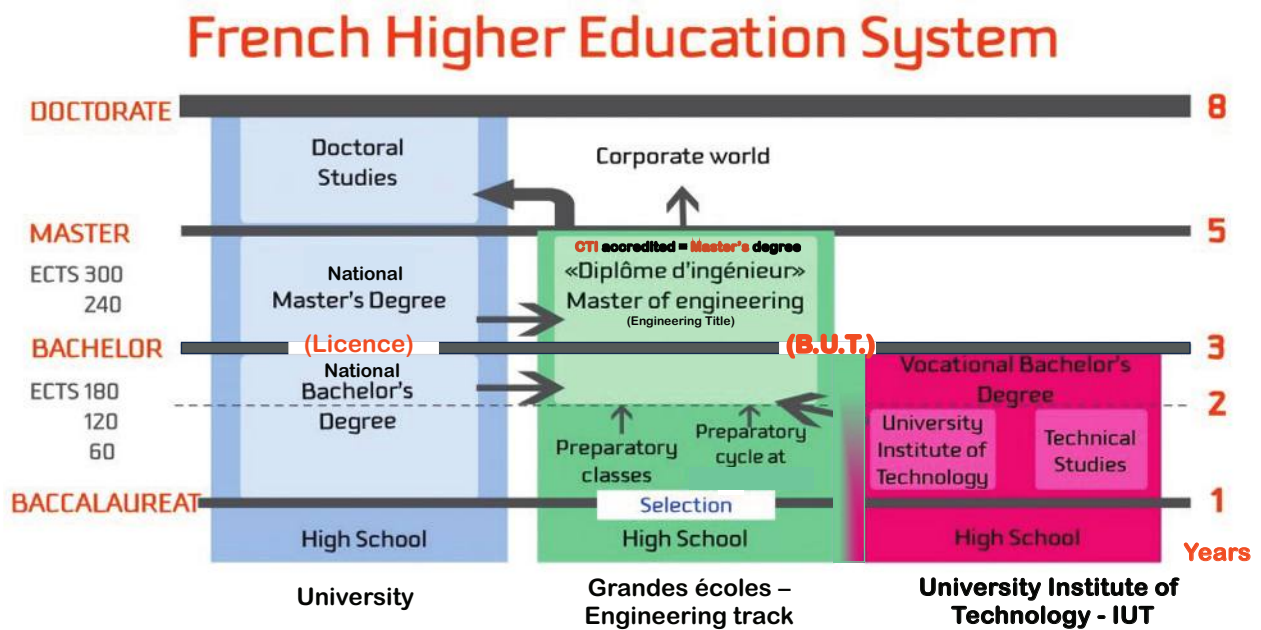 French Higher Education System
DOCTORATE
8
Doctoral
Studies
Corporate world
MASTER
5
ECTS 300
240
National
Master's Degree
CTI accredited = Master's degree
«Diplôme d'ingénieur»
Master of engineering
(Engineering Title)
BACHELOR
(Licence)
(B.U.T.)
3
ECTS 180
120
60
National
Bachelor's
Degree
Vocational Bachelor's
Degree
2
Preparatory
classes
Preparatory
cycle at
University
Institute of
Technology
Technical
Studies
BACCALAUREAT
Selection
1
High School
High School
High School
Years
University
Grandes écoles –
Engineering track
University Institute of
Technology - IUT